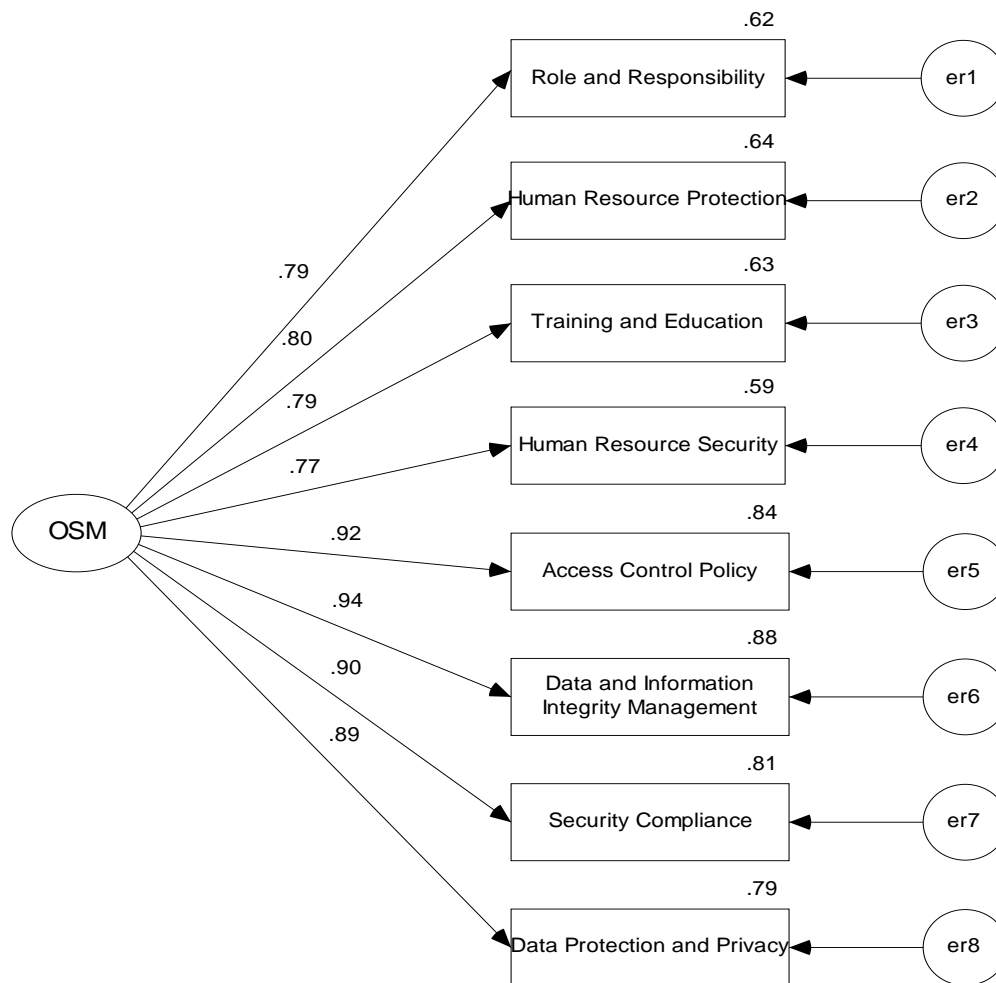 .62
Role and Responsibility
er1
.64
Human Resource Protection
er2
.79
.63
.80
Training and Education
er3
.79
.59
.77
Human Resource Security
er4
OSM
.92
.84
Access Control Policy
er5
.94
.88
.90
Data and Information
Integrity Management
er6
.89
.81
Security Compliance
er7
.79
Data Protection and Privacy
er8